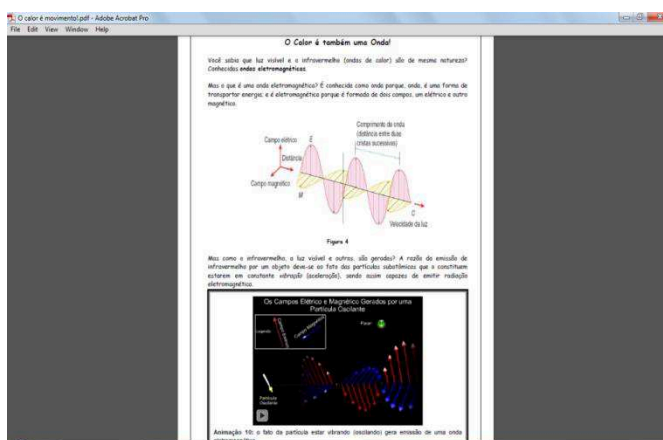 O calor é movimento!.pdf - Adobe Acrobat Pro
File Edit View Window Help
O Calor é também uma Onda!
Você sabia que luz visível e o infravermelho (ondas de calor) são de mesma natureza?
Conhecidas ondas eletromagnéticas.
Mas o que é uma onda eletromagnética? É conhecida como onda porque, onda, é uma forma de
transportar energia; e é eletromagnética porque é formada de dois campos, um elétrico e outro
magnético.
Comprimento de onda
(distância entre duas
cristas sucessivas)
Campo elétrico
E
Distância
Campo magnético
M
C
Velocidade da luz
Figura 4
Mas como o infravermelho, a luz visível e outras, são geradas? A razão da emissão de
infravermelho por um objeto deve-se ao fato das partículas subatômicas que o constituem
estarem em constante vibração (aceleração), sendo assim capazes de emitir radiação
eletromagnética.
Os Campos Elétrico e Magnético Gerados por uma
Partícula Oscilante
Legenda:
Campo Elétrico
Campo Magnético
Parar
Partícula
Oscilante
Animação 10: o fato da partícula estar vibrando (oscilando) gera emissão de uma onda